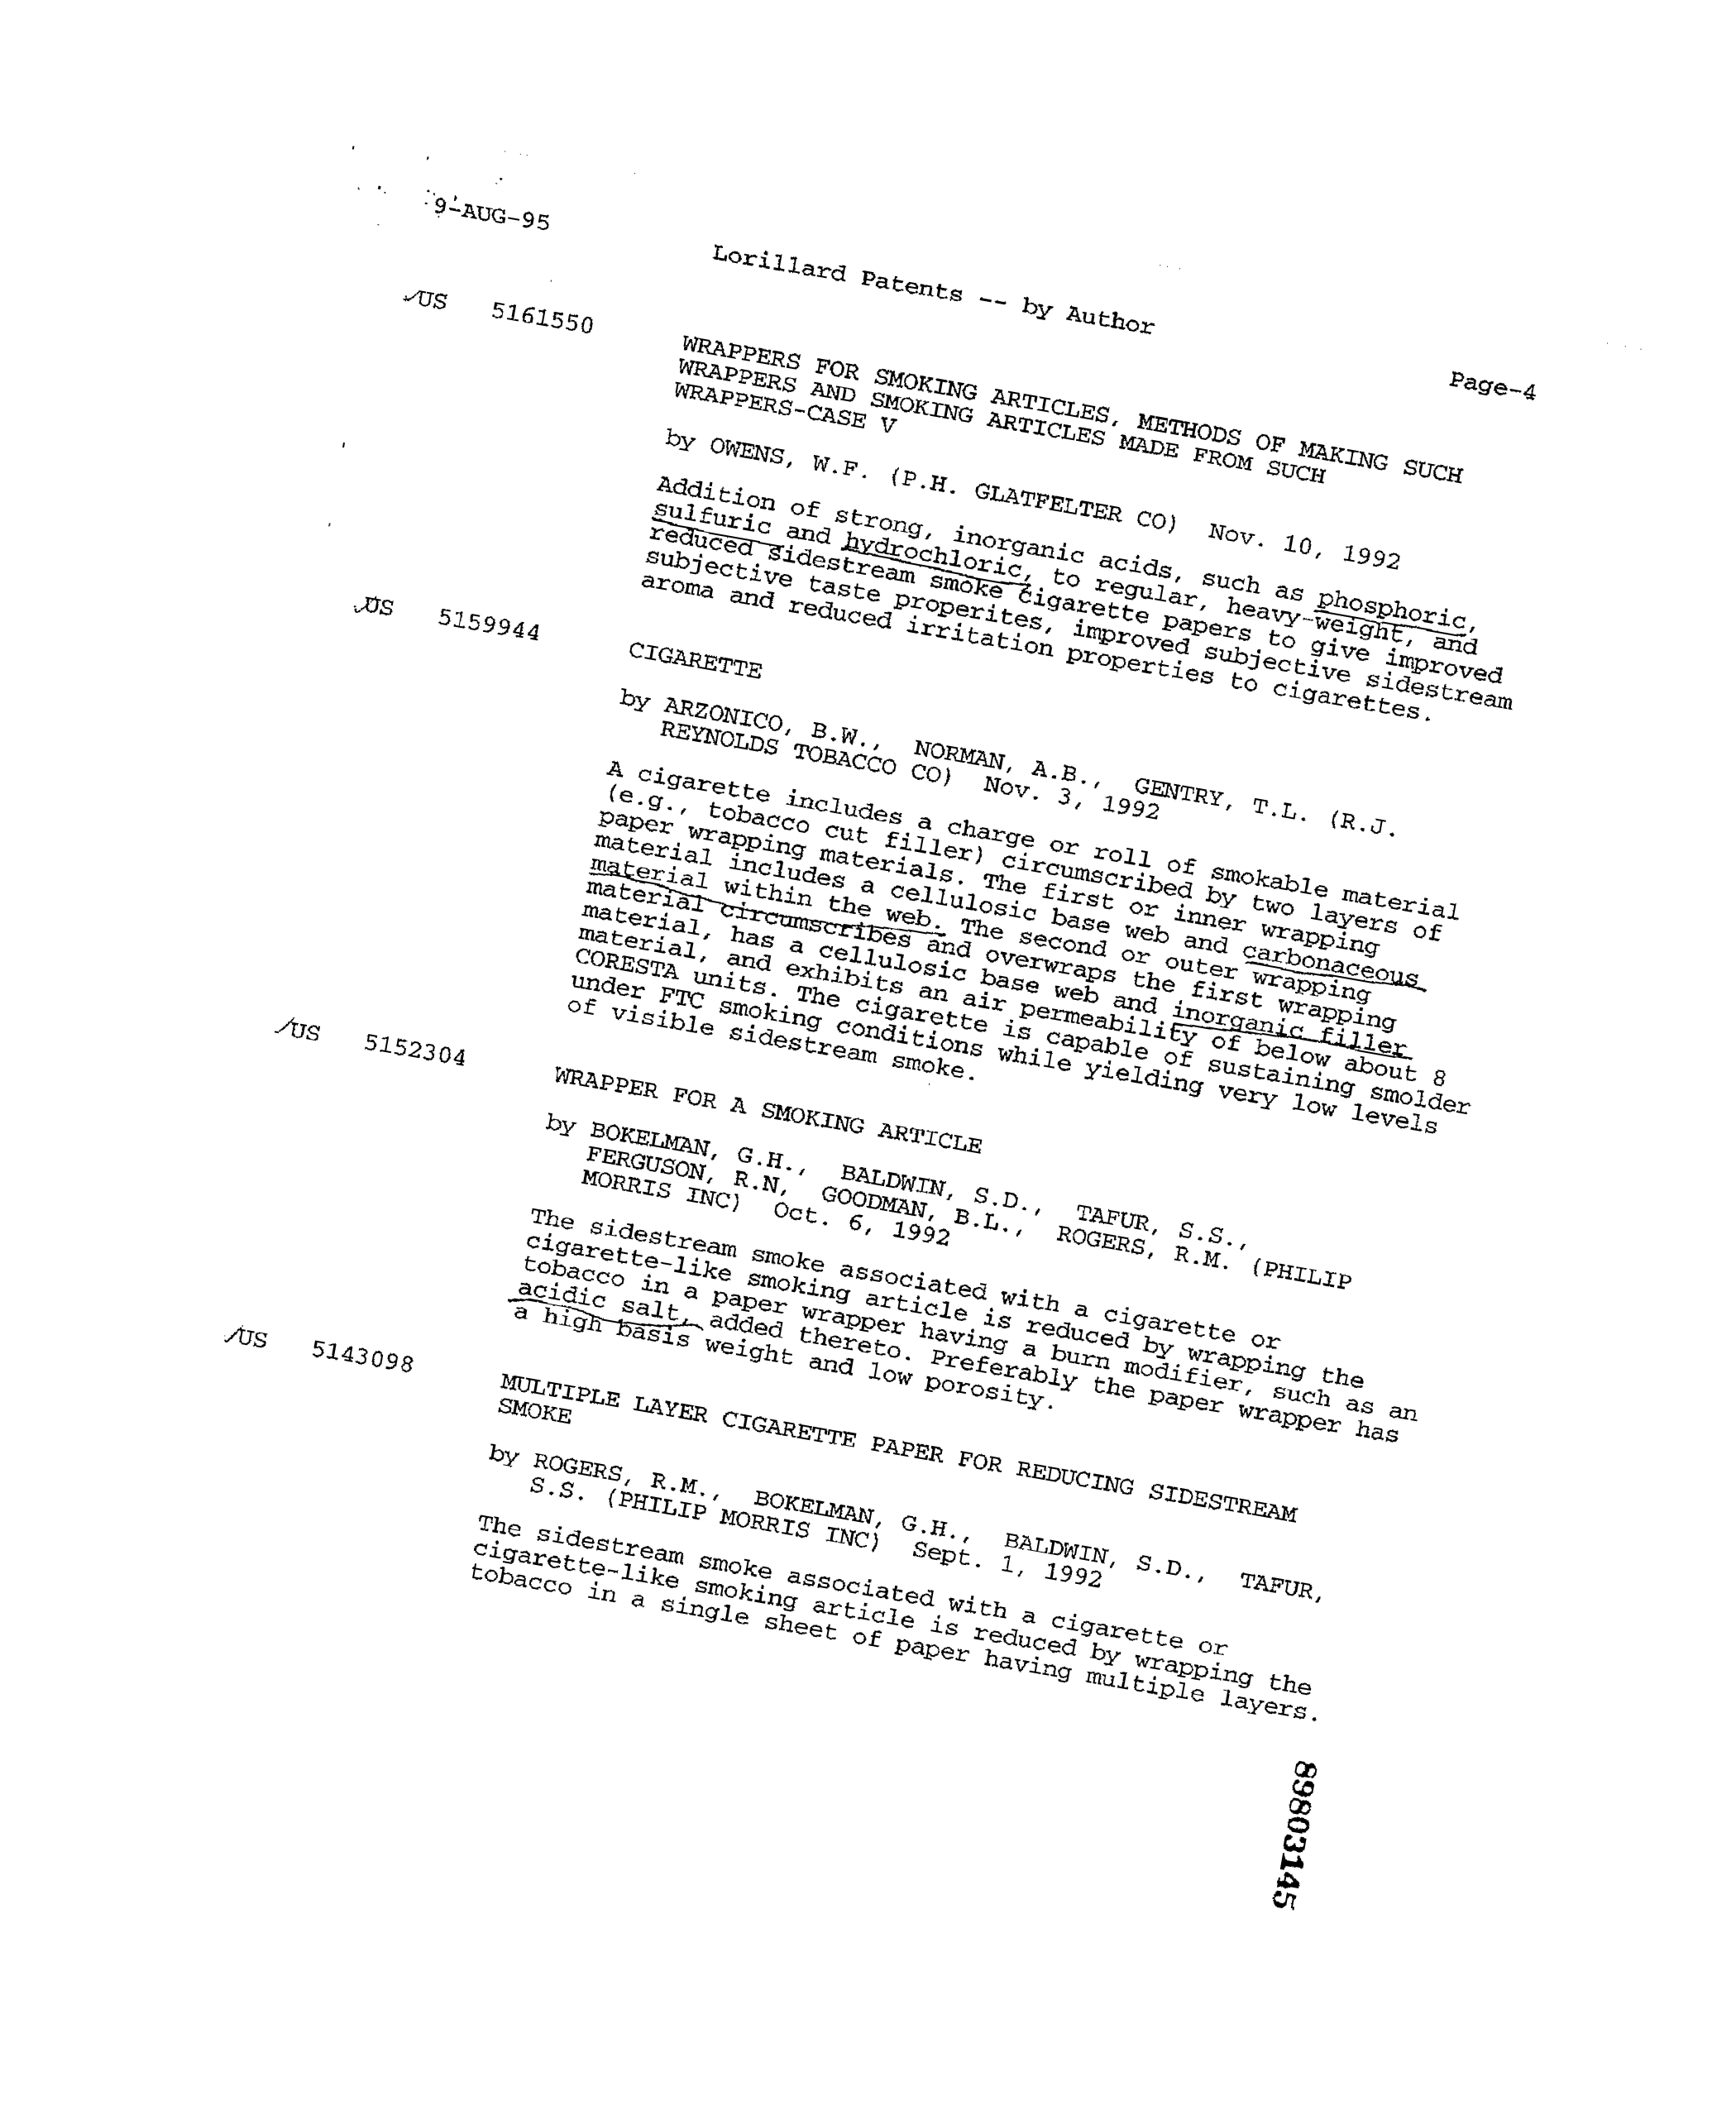 9-AUG-95
Lorillard Patents -- by Author
Page-4
US 5161550
WRAPPERS FOR SMOKING ARTICLES, METHODS OF MAKING SUCH
WRAPPERS AND SMOKING ARTICLES MADE FROM SUCH
WRAPPERS-CASE V
by OWENS, W.F. (P.H. GLATFELTER CO) Nov. 10, 1992
Addition of strong, inorganic acids, such as phosphoric,
sulfuric and hydrochloric, to regular, heavy-weight, and
reduced sidestream smoke cigarette papers to give improved
subjective taste properites, improved subjective sidestream
aroma and reduced irritation properties to cigarettes.
US 5159944
CIGARETTE
by ARZONICO, B.W., NORMAN, A.B., GENTRY, T.L. (R.J.
REYNOLDS TOBACCO CO) Nov. 3, 1992
A cigarette includes a charge or roll of smokable material
(e.g., tobacco cut filler) circumscribed by two layers of
paper wrapping materials. The first or inner wrapping
material includes a cellulosic base web and carbonaceous
material within the web. The second or outer wrapping
material circumscribes and overwraps the first wrapping
material, has a cellulosic base web and inorganic filler
material, and exhibits an air permeability of below about 8
CORESTA units. The cigarette is capable of sustaining smolder
under FTC smoking conditions while yielding very low levels
of visible sidestream smoke.
US 5152304
WRAPPER FOR A SMOKING ARTICLE
by BOKELMAN, G.H., BALDWIN, S.D., TAFUR, S.S.,
FERGUSON, R.N, GOODMAN, B.L., ROGERS, R.M. (PHILIP
MORRIS INC) Oct. 6, 1992
The sidestream smoke associated with a cigarette or
cigarette-like smoking article is reduced by wrapping the
tobacco in a paper wrapper having a burn modifier, such as an
acidic salt, added thereto. Preferably the paper wrapper has
a high basis weight and low porosity.
US 5143098
MULTIPLE LAYER CIGARETTE PAPER FOR REDUCING SIDESTREAM
SMOKE
by ROGERS, R.M., BOKELMAN, G.H., BALDWIN, S.D., TAFUR,
S.S. (PHILIP MORRIS INC) Sept. 1, 1992
The sidestream smoke associated with a cigarette or
cigarette-like smoking article is reduced by wrapping the
tobacco in a single sheet of paper having multiple layers.
89803145